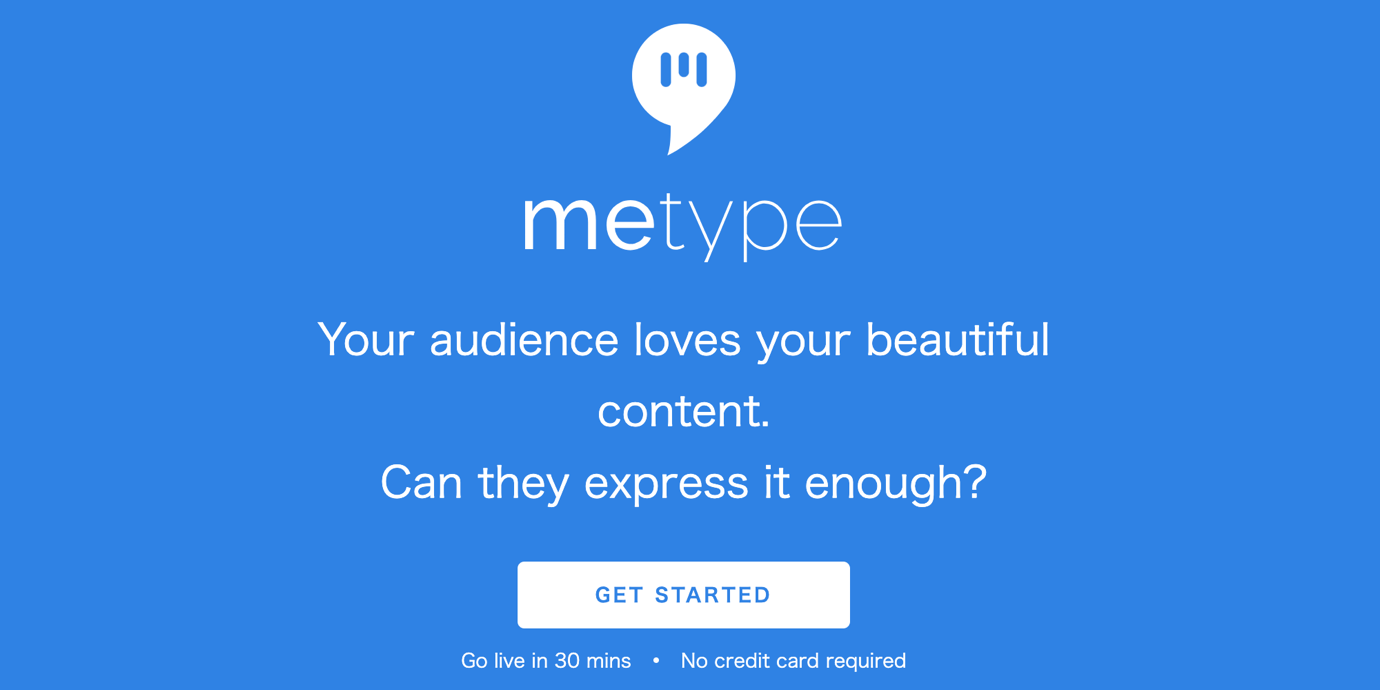 metype
Your audience loves your beautiful
content.
Can they express it enough?
GET STARTED
Go live in 30 mins • No credit card required